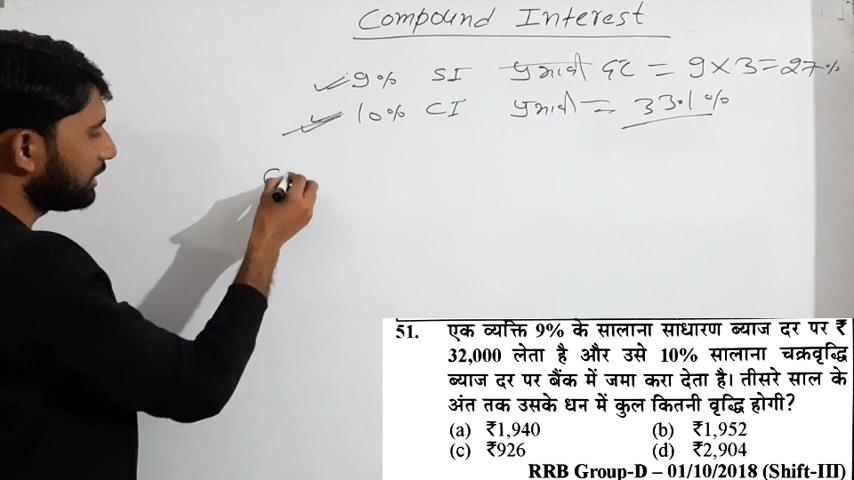 Compound Interest
9% SI प्रभावी दर = 9×3=27%
10% CI प्रभावी = 33.1%
51. एक व्यक्ति 9% के सालाना साधारण ब्याज दर पर ₹
32,000 लेता है और उसे 10% सालाना चक्रवृद्धि
ब्याज दर पर बैंक में जमा करा देता है। तीसरे साल के
अंत तक उसके धन में कुल कितनी वृद्धि होगी?
(a) ₹1,940 (b) ₹1,952
(c) ₹926 (d) ₹2,904
RRB Group-D – 01/10/2018 (Shift-III)